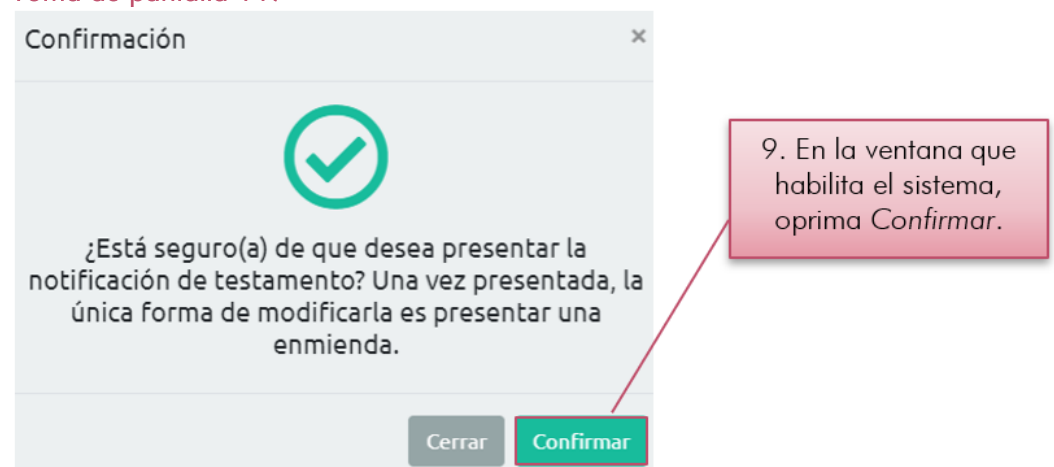 Confirmación ×
¿Está seguro(a) de que desea presentar la
notificación de testamento? Una vez presentada, la
única forma de modificarla es presentar una
enmienda.
Cerrar Confirmar
9. En la ventana que
habilita el sistema,
oprima Confirmar.